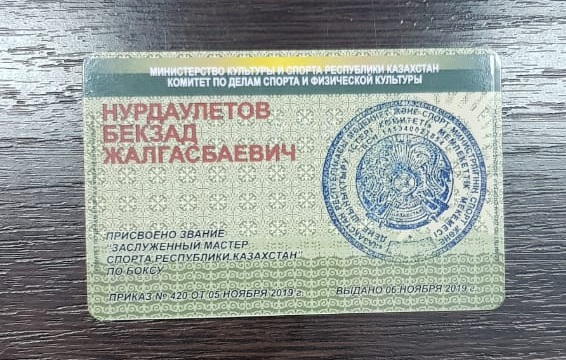 МИНИСТЕРСТВО КУЛЬТУРЫ И СПОРТА РЕСПУБЛИКИ КАЗАХСТАН
КОМИТЕТ ПО ДЕЛАМ СПОРТА И ФИЗИЧЕСКОЙ КУЛЬТУРЫ
НУРДАУЛЕТОВ
БЕКЗАД
ЖАЛГАСБАЕВИЧ
ПРИСВОЕНО ЗВАНИЕ
"ЗАСЛУЖЕННЫЙ МАСТЕР
СПОРТА РЕСПУБЛИКИ КАЗАХСТАН"
ПО БОКСУ
ПРИКАЗ № 420 ОТ 05 НОЯБРЯ 2019 г.
ВЫДАНО 06 НОЯБРЯ 2019 г.